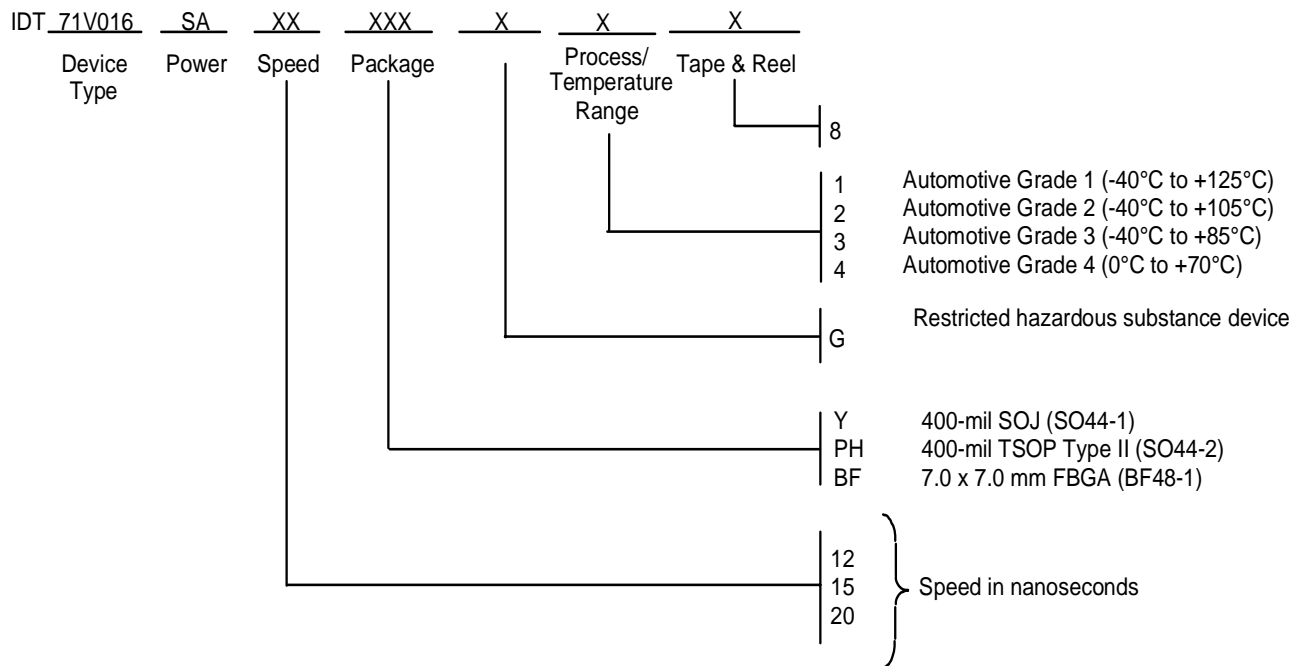 IDT 71V016 SA XX XXX X X X
Device Type Power Speed Package Process/ Temperature Range Tape & Reel
8
1 Automotive Grade 1 (-40°C to +125°C)
2 Automotive Grade 2 (-40°C to +105°C)
3 Automotive Grade 3 (-40°C to +85°C)
4 Automotive Grade 4 (0°C to +70°C)
G Restricted hazardous substance device
Y 400-mil SOJ (SO44-1)
PH 400-mil TSOP Type II (SO44-2)
BF 7.0 x 7.0 mm FBGA (BF48-1)
12
15 Speed in nanoseconds
20